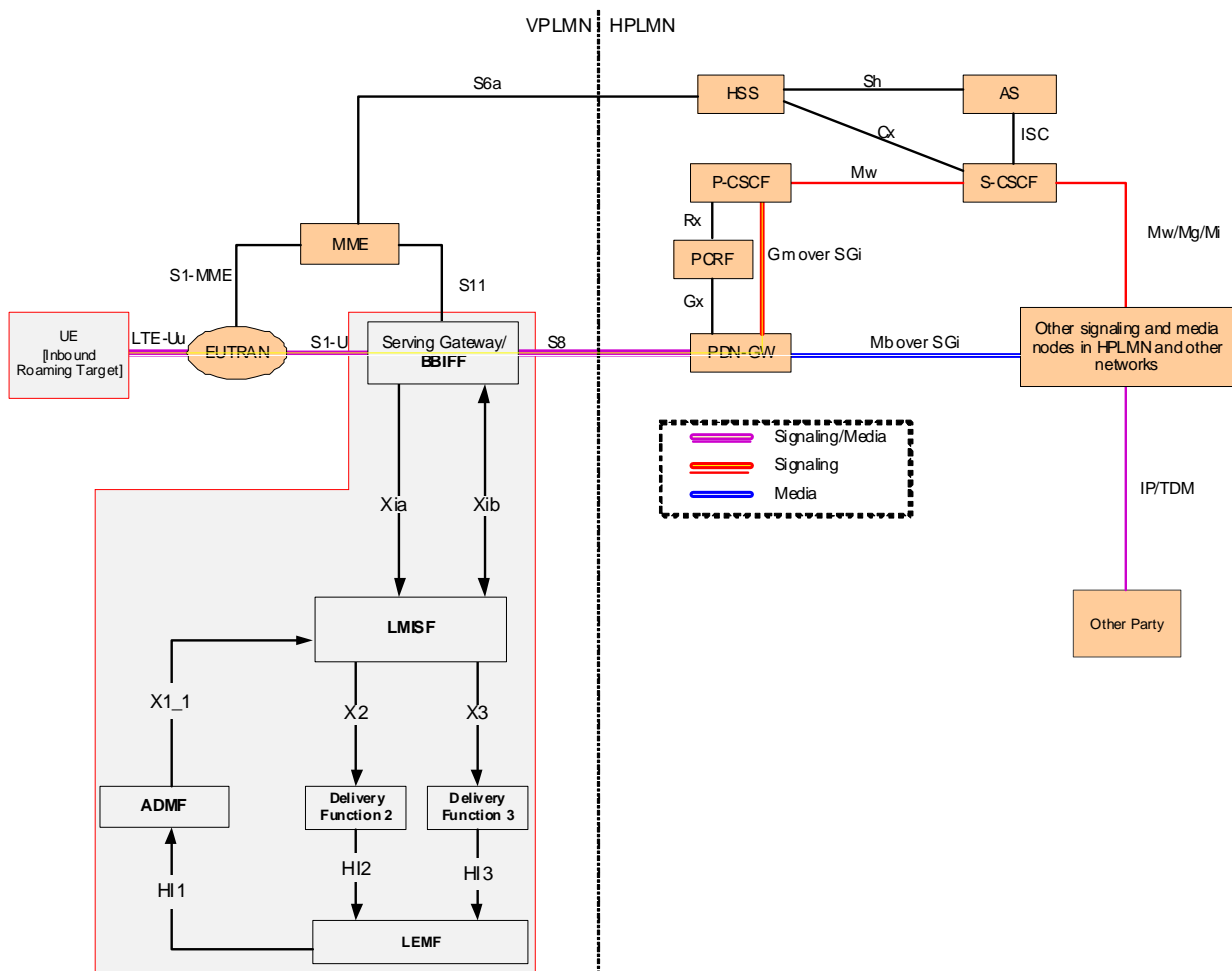 VPLMN
HPLMN
S6a
HSS
Sh
AS
Cx
ISC
P-CSCF
Mw
S-CSCF
Rx
MME
PCRF
Gm over SGi
Mw/Mg/Mi
S1-MME
S11
Gx
UE
[Inbound
Roaming Target]
LTE-Uu
EUTRAN
S1-U
Serving Gateway/
BBIFF
S8
PDN-GW
Mb over SGi
Other signaling and media
nodes in HPLMN and other
networks
Signaling/Media
Signaling
Media
IP/TDM
Xia
Xib
Other Party
LMISF
X1_1
X2
X3
ADMF
Delivery
Function 2
Delivery
Function 3
HI1
HI2
HI3
LEMF